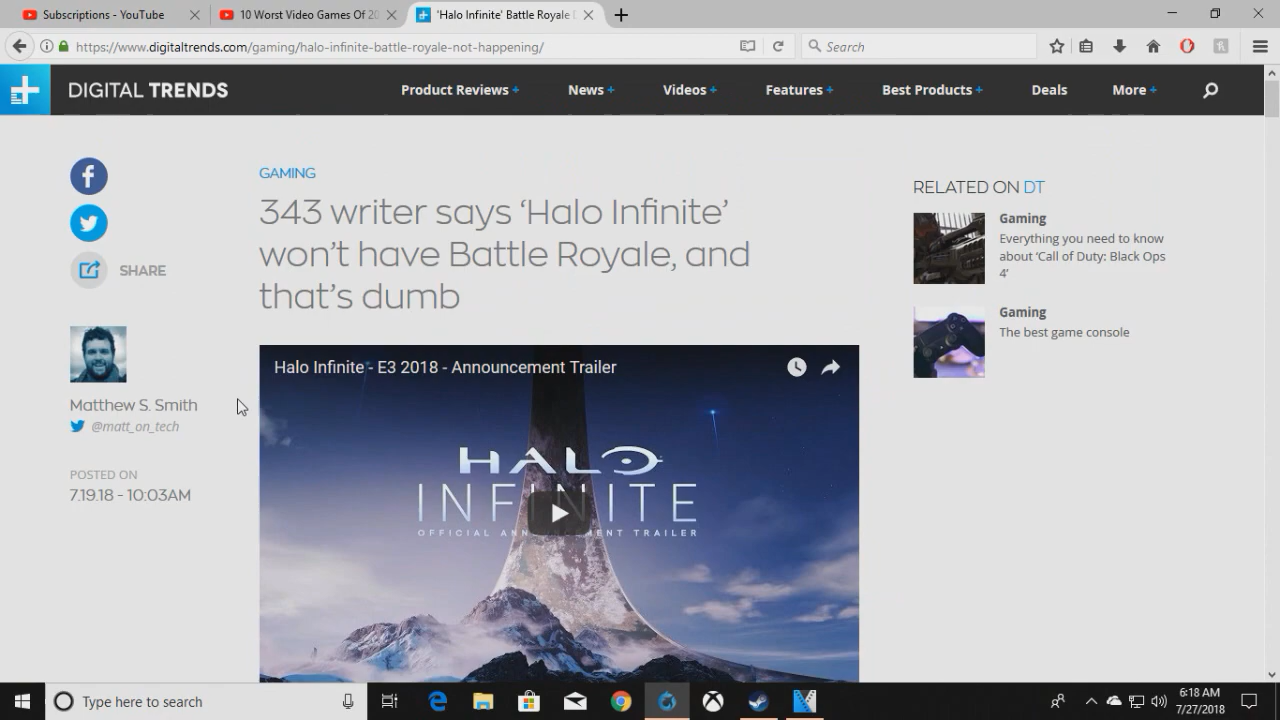 Subscriptions - YouTube
10 Worst Video Games Of 20
'Halo Infinite' Battle Royale
https://www.digitaltrends.com/gaming/halo-infinite-battle-royale-not-happening/
Search
DIGITAL TRENDS
Product Reviews +
News +
Videos +
Features +
Best Products +
Deals
More +
GAMING
343 writer says ‘Halo Infinite’
won’t have Battle Royale, and
that’s dumb
SHARE
Matthew S. Smith
@matt_on_tech
POSTED ON
7.19.18 - 10:03AM
Halo Infinite - E3 2018 - Announcement Trailer
HALO
INFINITE
OFFICIAL ANNOUNCEMENT TRAILER
RELATED ON DT
Gaming
Everything you need to know
about ‘Call of Duty: Black Ops
4’
Gaming
The best game console
Type here to search
6:18 AM
7/27/2018